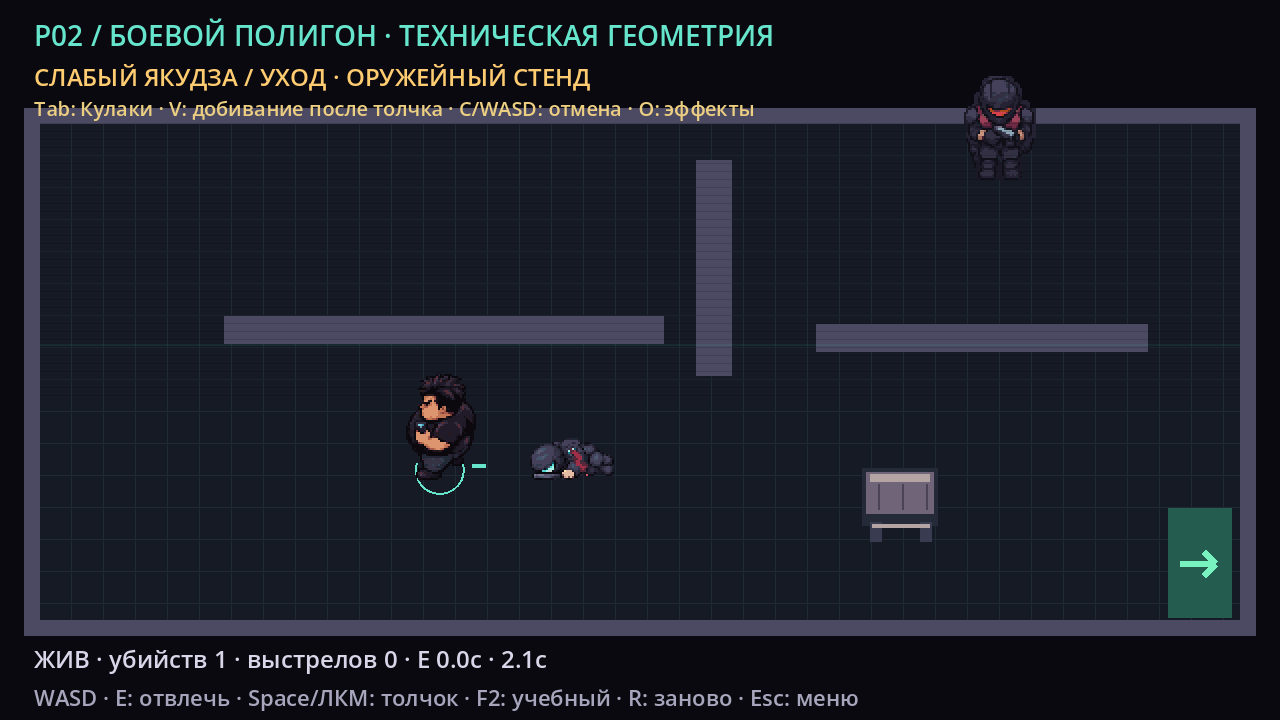 P02 / БОЕВОЙ ПОЛИГОН · ТЕХНИЧЕСКАЯ ГЕОМЕТРИЯ
СЛАБЫЙ ЯКУДЗА / УХОД · ОРУЖЕЙНЫЙ СТЕНД
Tab: Кулаки · V: добивание после толчка · C/WASD: отмена · O: эффекты
ЖИВ · убийств 1 · выстрелов 0 · E 0.0с · 2.1с
WASD · E: отвлечь · Space/ЛКМ: толчок · F2: учебный · R: заново · Esc: меню